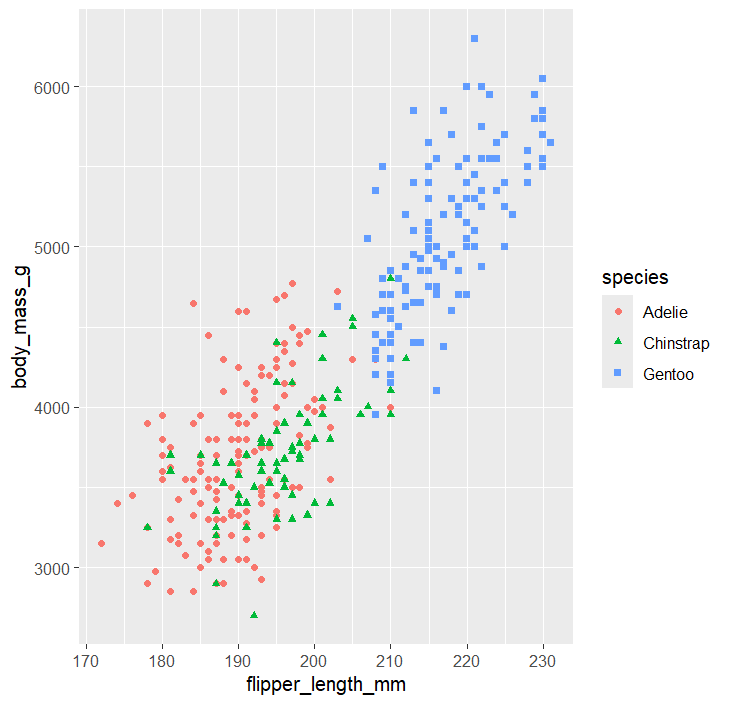 6000
5000
4000
3000
body_mass_g
170 180 190 200 210 220 230
flipper_length_mm
species
Adelie
Chinstrap
Gentoo